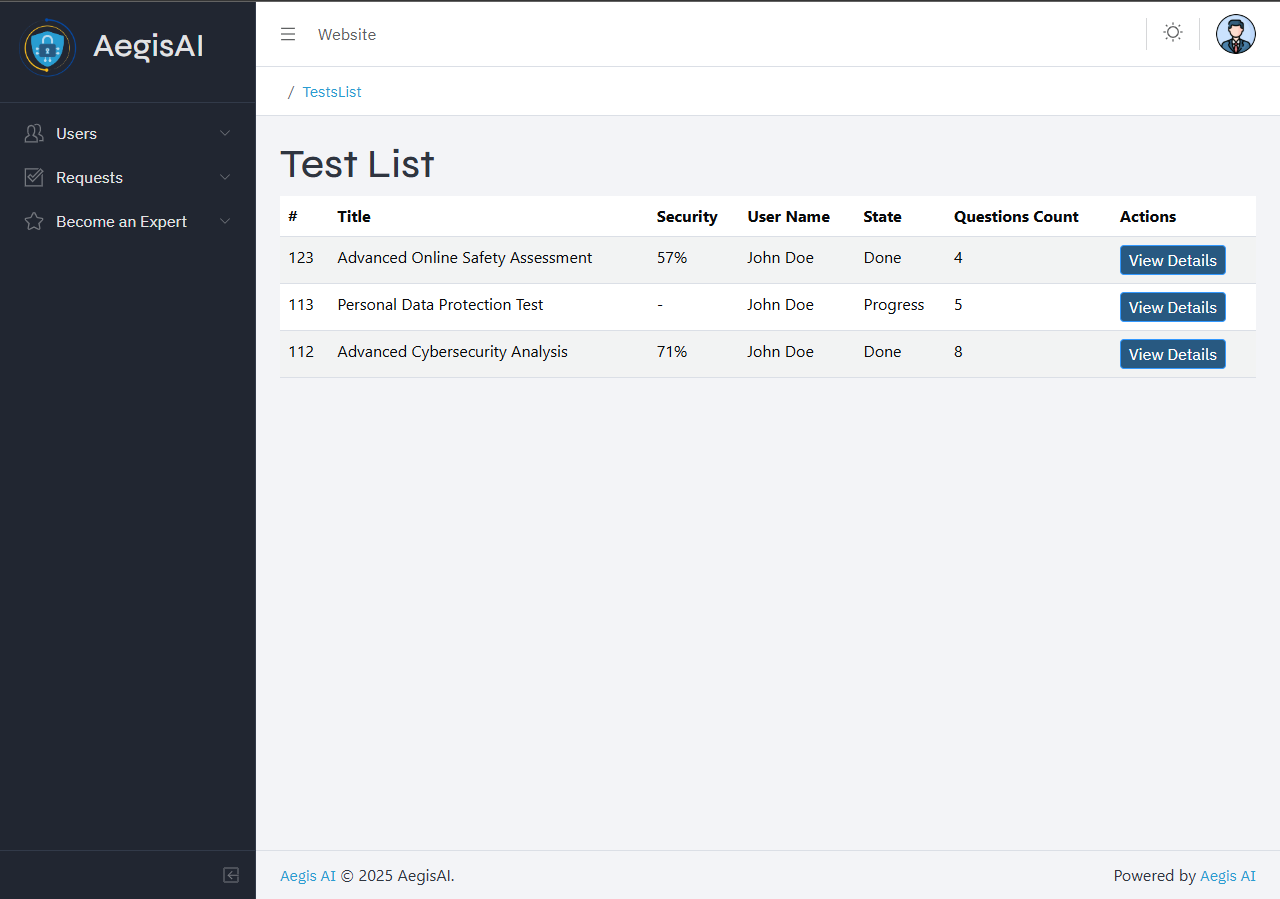 AegisAI
Users
Requests
Become an Expert
Website
/ TestsList
Test List
# Title Security User Name State Questions Count Actions
123 Advanced Online Safety Assessment 57% John Doe Done 4 View Details
113 Personal Data Protection Test - John Doe Progress 5 View Details
112 Advanced Cybersecurity Analysis 71% John Doe Done 8 View Details
Aegis AI © 2025 AegisAI. Powered by Aegis AI